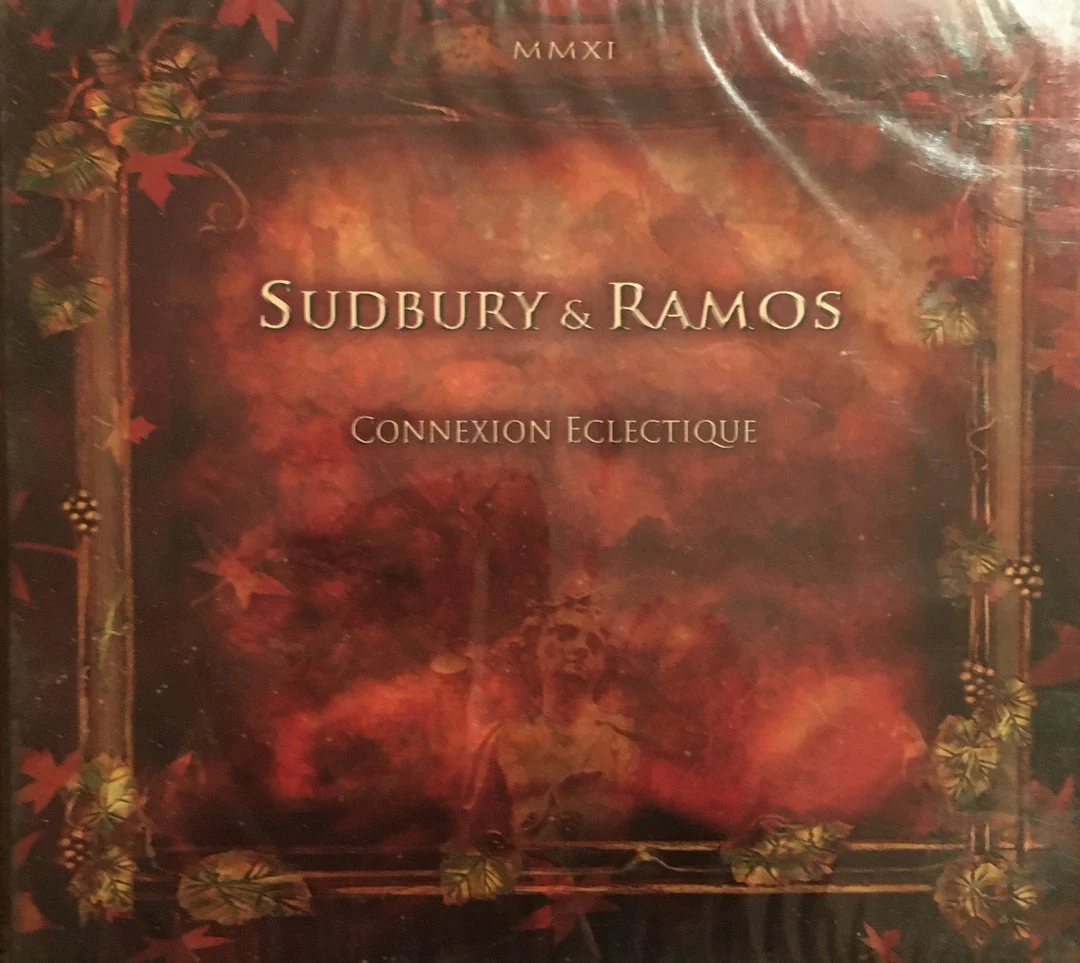 MMXI
SUDBURY & RAMOS
CONNEXION ECLECTIQUE